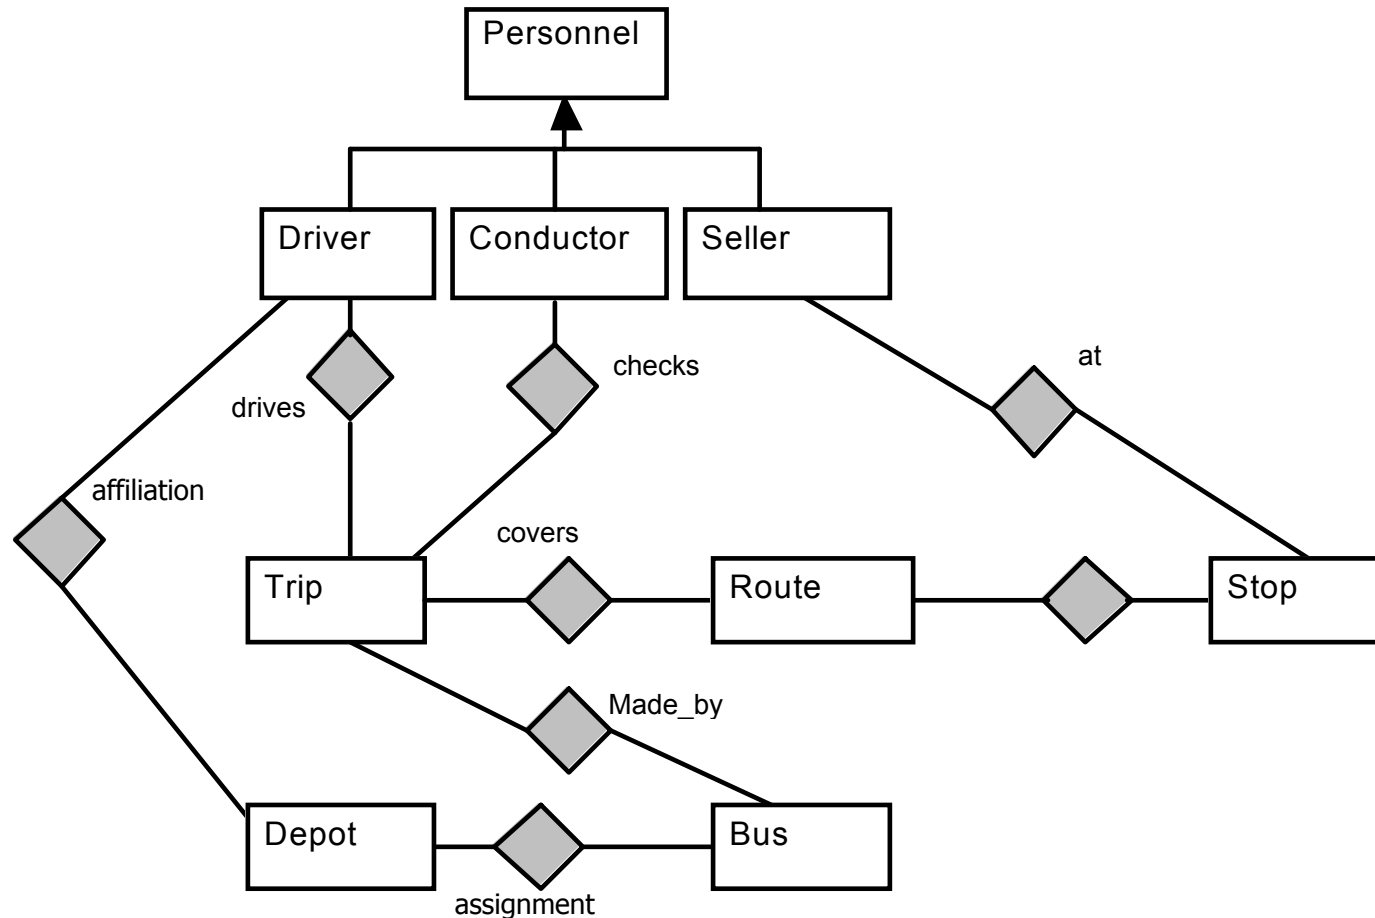 Personnel
Driver
Conductor
Seller
at
checks
drives
affiliation
covers
Trip
Route
Stop
Made_by
Depot
Bus
assignment